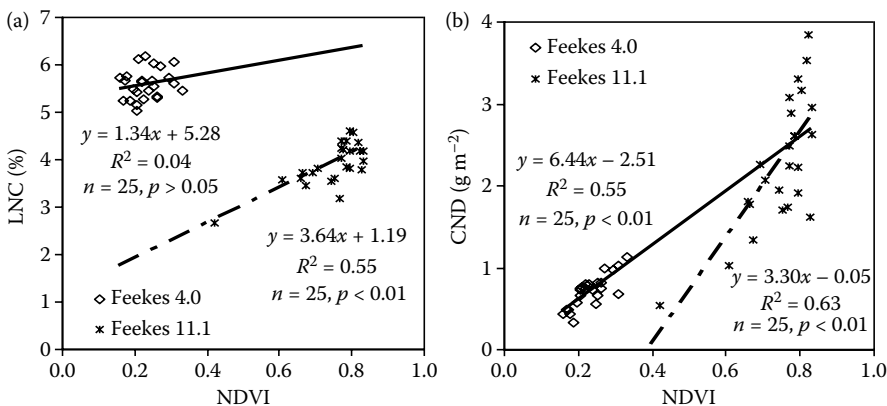 (a)
7
6
5
4
3
2
1
0
LNC (%)
y = 1.34x + 5.28
R² = 0.04
n = 25, p > 0.05
y = 3.64x + 1.19
R² = 0.55
n = 25, p < 0.01
Feekes 4.0
Feekes 11.1
0.0 0.2 0.4 0.6 0.8 1.0
NDVI
(b)
4
3
2
1
0
CND (g m⁻²)
Feekes 4.0
Feekes 11.1
y = 6.44x − 2.51
R² = 0.55
n = 25, p < 0.01
y = 3.30x − 0.05
R² = 0.63
n = 25, p < 0.01
0.0 0.2 0.4 0.6 0.8 1.0
NDVI